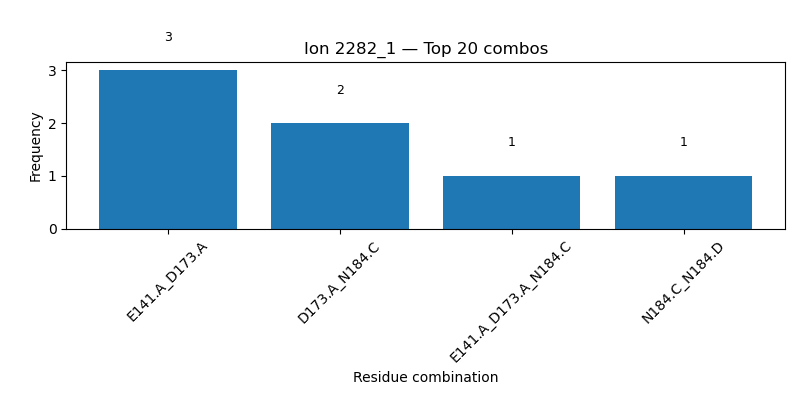 3
Ion 2282_1 — Top 20 combos
3
2
2
1
1
1
0
Frequency
E141.A_D173.A
D173.A_N184.C
E141.A_D173.A_N184.C
N184.C_N184.D
Residue combination